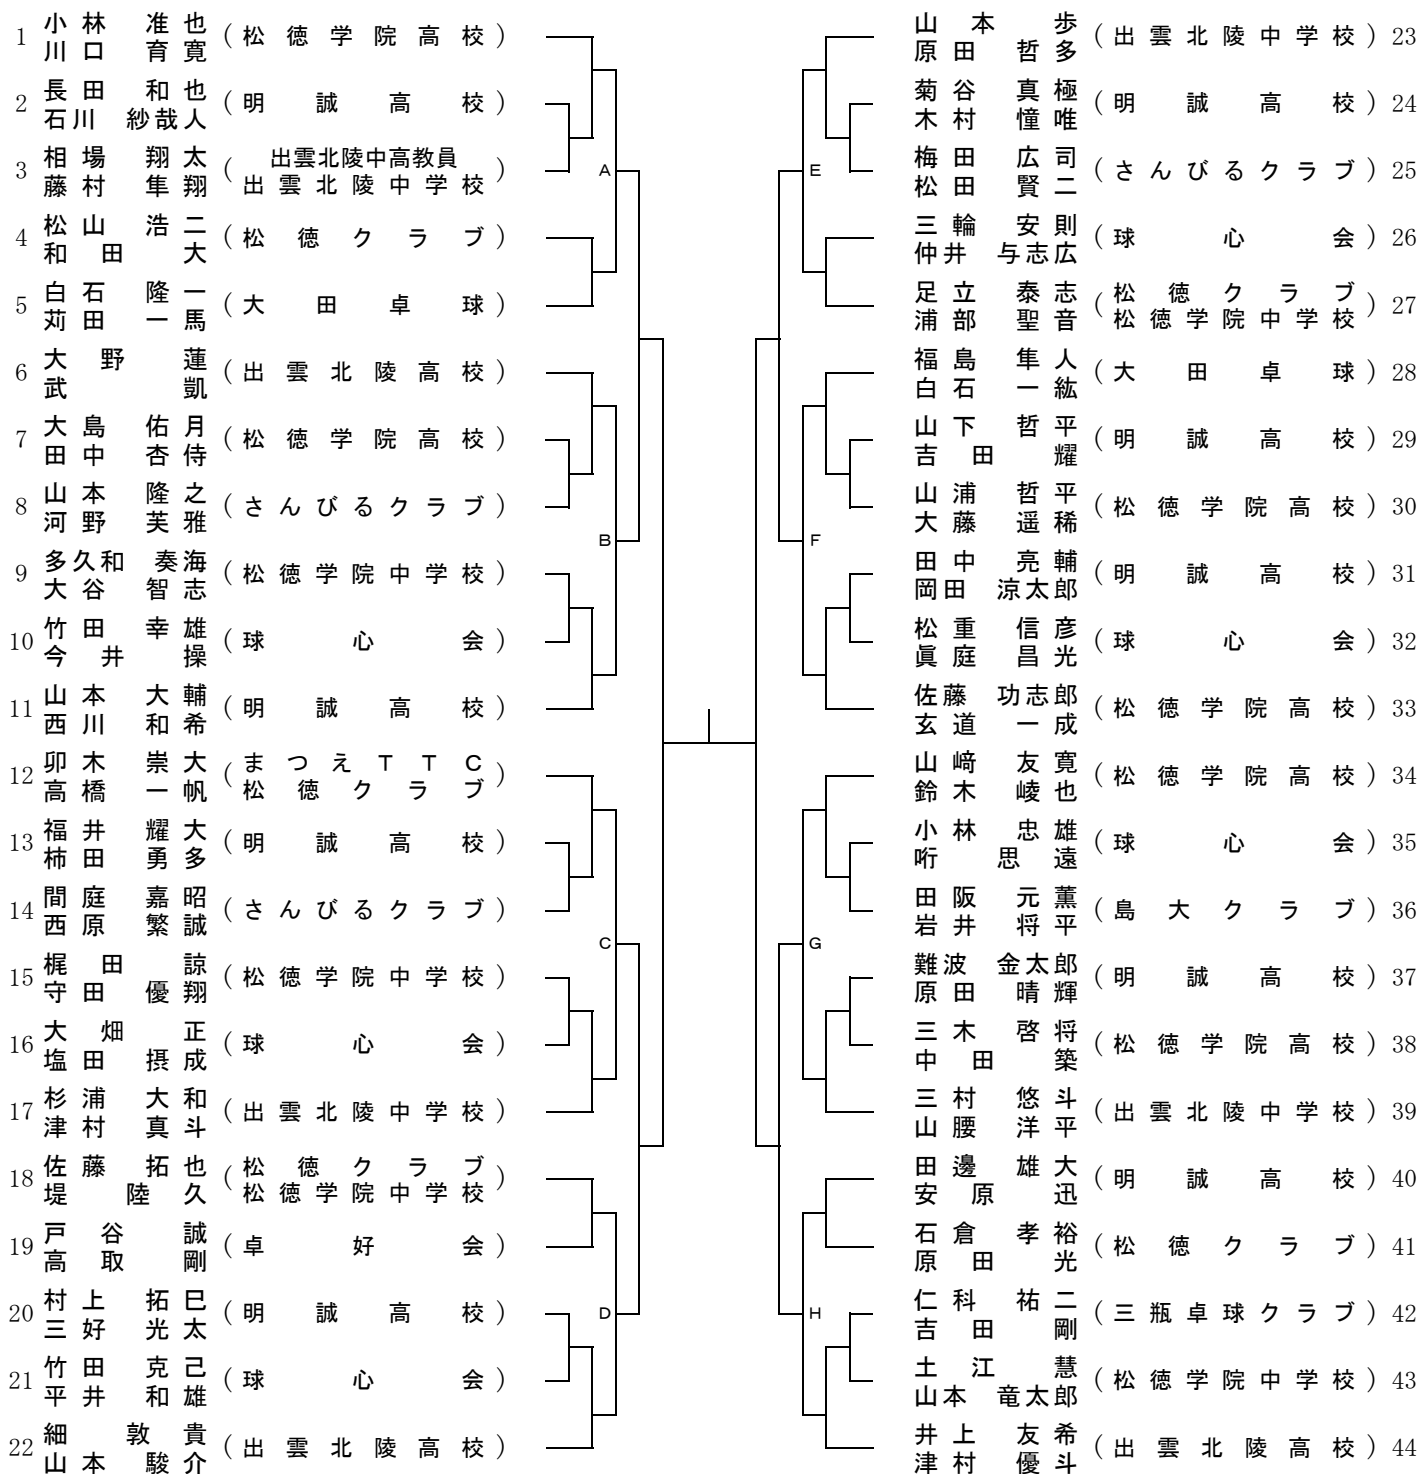 1 小林 准也 川口 育寛 (松徳学院高校)
2 長田 和也 石川 紗哉人 (明誠高校)
3 相場 翔太 藤村 隼翔 (出雲北陵中高教員 出雲北陵中学校)
4 松山 浩二 和田 大 (松徳クラブ)
5 白石 隆一 苅田 一馬 (大田卓球)
6 大野 蓮 武 凱 (出雲北陵高校)
7 大島 佑月 田中 杏侍 (松徳学院高校)
8 山本 隆之 河野 芙雅 (さんびるクラブ)
9 多久和 奏海 大谷 智志 (松徳学院中学校)
10 竹田 幸雄 今井 操 (球心会)
11 山本 大輔 西川 和希 (明誠高校)
12 卯木 崇大 高橋 一帆 (まつえTTC 松徳クラブ)
13 福井 耀大 柿田 勇多 (明誠高校)
14 間庭 嘉昭 西原 繁誠 (さんびるクラブ)
15 梶田 諒 守田 優翔 (松徳学院中学校)
16 大畑 正 塩田 摂成 (球心会)
17 杉浦 大和 津村 真斗 (出雲北陵中学校)
18 佐藤 拓也 堤 陸久 (松徳クラブ 松徳学院中学校)
19 戸谷 誠 高取 剛 (卓好会)
20 村上 拓巳 三好 光太 (明誠高校)
21 竹田 克己 平井 和雄 (球心会)
22 細 敦貴 山本 駿介 (出雲北陵高校)
A
B
C
D
E
F
G
H
山本 歩 原田 哲多 (出雲北陵中学校) 23
菊谷 真極 木村 憧唯 (明誠高校) 24
梅田 広司 松田 賢二 (さんびるクラブ) 25
三輪 安則 仲井 与志広 (球心会) 26
足立 泰志 浦部 聖音 (松徳クラブ 松徳学院中学校) 27
福島 隼人 白石 一紘 (大田卓球) 28
山下 哲平 吉田 耀 (明誠高校) 29
山浦 哲平 大藤 遥稀 (松徳学院高校) 30
田中 亮輔 岡田 涼太郎 (明誠高校) 31
松重 信彦 眞庭 昌光 (球心会) 32
佐藤 功志郎 玄道 一成 (松徳学院高校) 33
山﨑 友寛 鈴木 崚也 (松徳学院高校) 34
小林 忠雄 哘 思遠 (球心会) 35
田阪 元薫 岩井 将平 (島大クラブ) 36
難波 金太郎 原田 晴輝 (明誠高校) 37
三木 啓将 中田 築 (松徳学院高校) 38
三村 悠斗 山腰 洋平 (出雲北陵中学校) 39
田邊 雄大 安原 迅 (明誠高校) 40
石倉 孝裕 原田 光 (松徳クラブ) 41
仁科 祐二 吉田 剛 (三瓶卓球クラブ) 42
土江 慧 山本 竜太郎 (松徳学院中学校) 43
井上 友希 津村 優斗 (出雲北陵高校) 44